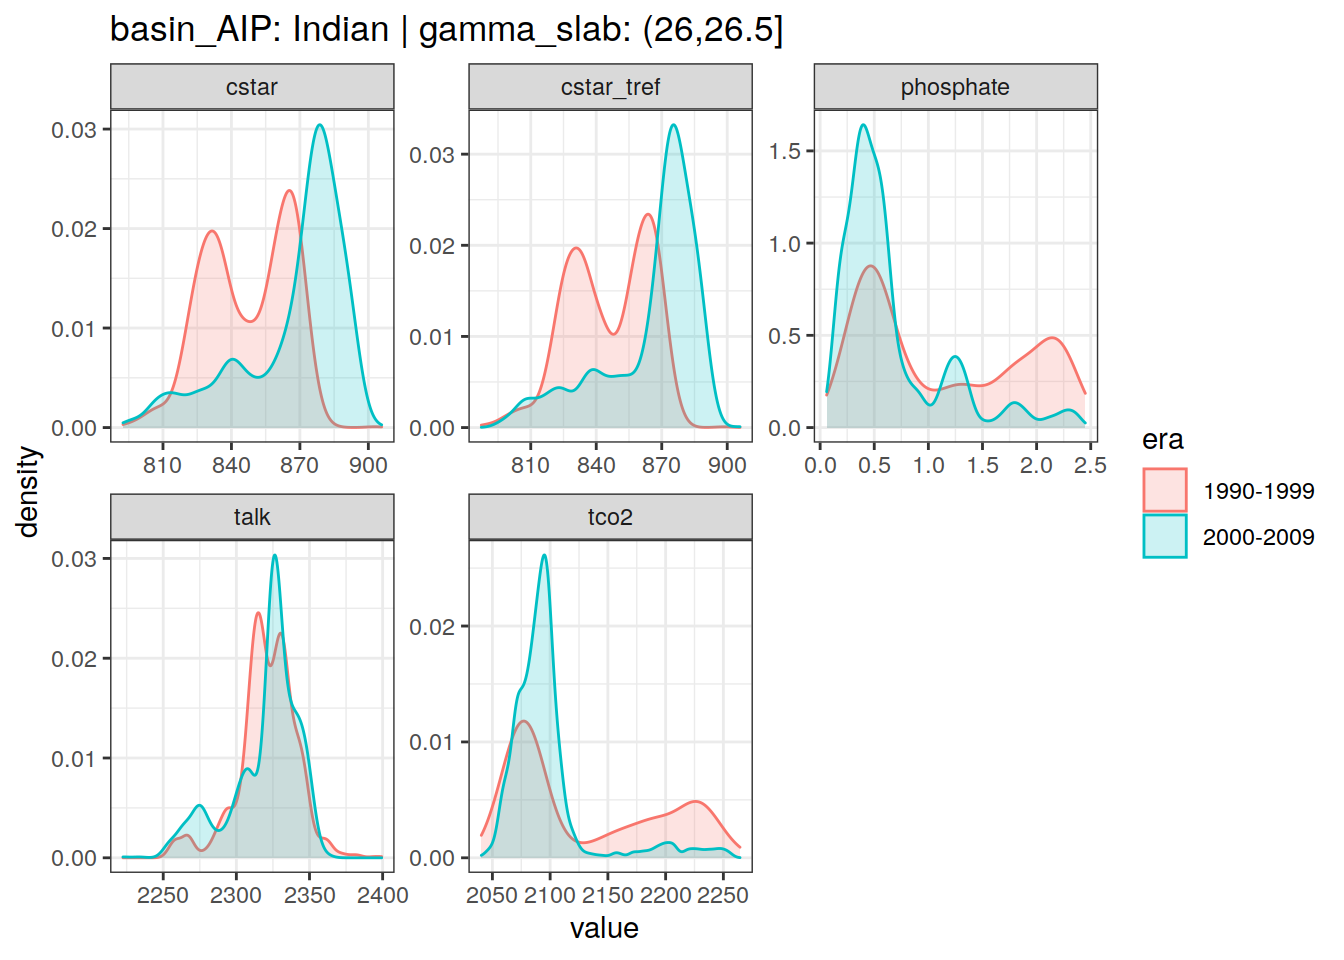 basin_AIP: Indian | gamma_slab: (26,26.5]
cstar
cstar_tref
phosphate
0.03
0.02
0.01
0.00
810 840 870 900
0.03
0.02
0.01
0.00
810 840 870 900
1.5
1.0
0.5
0.0
0.0 0.5 1.0 1.5 2.0 2.5
talk
tco2
0.03
0.02
0.01
0.00
2250 2300 2350 2400
0.02
0.01
0.00
2050 2100 2150 2200 2250
density
value
era
1990-1999
2000-2009